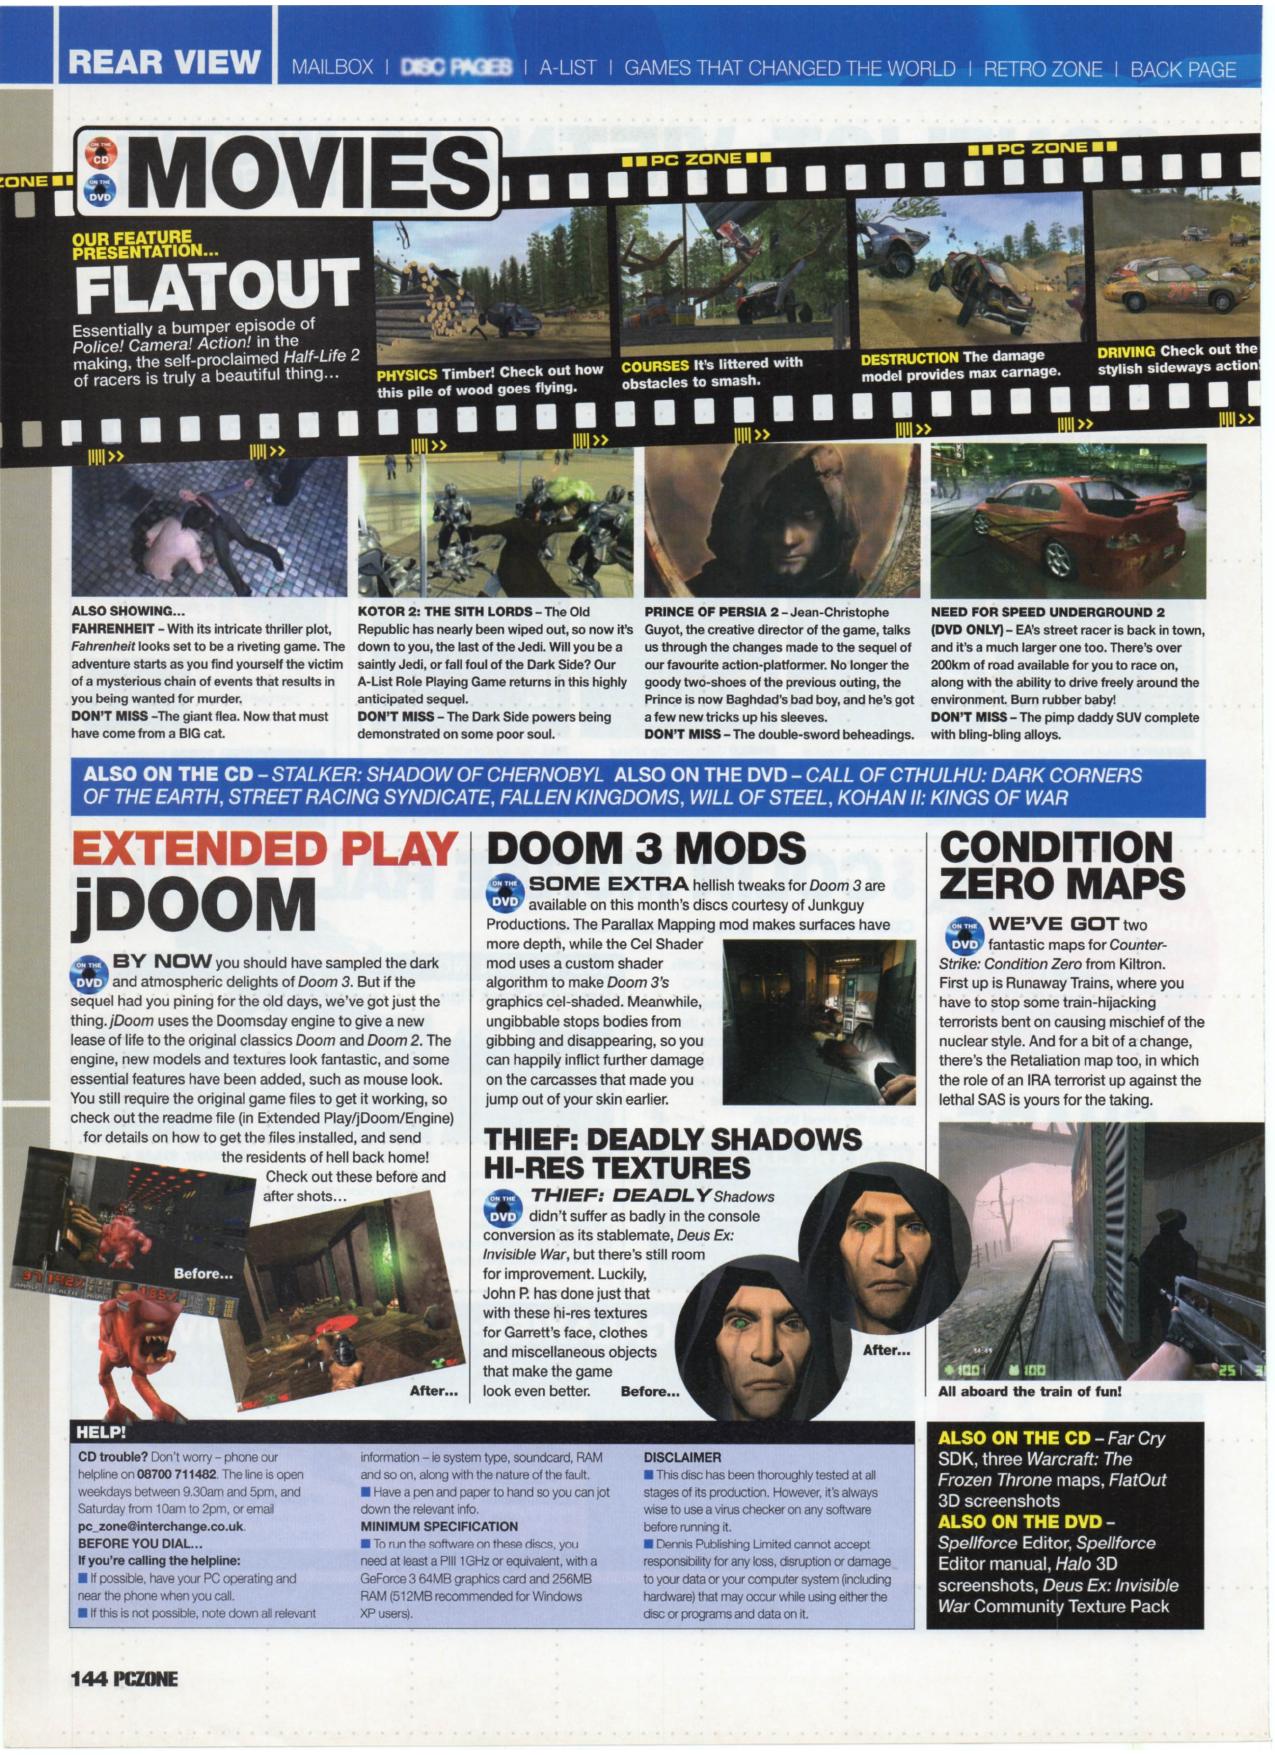 REAR VIEW
MAILBOX | DISC PAGES | A-LIST | GAMES THAT CHANGED THE WORLD | RETRO ZONE | BACK PAGE
ON THE CD
ON THE DVD
MOVIES
ZONE
PC ZONE
PC ZONE
OUR FEATURE
PRESENTATION...
FLATOUT
Essentially a bumper episode of
Police! Camera! Action! in the
making, the self-proclaimed Half-Life 2
of racers is truly a beautiful thing...
PHYSICS Timber! Check out how
this pile of wood goes flying.
COURSES It's littered with
obstacles to smash.
DESTRUCTION The damage
model provides max carnage.
DRIVING Check out the
stylish sideways action!
ALSO SHOWING...
FAHRENHEIT – With its intricate thriller plot,
Fahrenheit looks set to be a riveting game. The
adventure starts as you find yourself the victim
of a mysterious chain of events that results in
you being wanted for murder.
DON'T MISS –The giant flea. Now that must
have come from a BIG cat.
KOTOR 2: THE SITH LORDS – The Old
Republic has nearly been wiped out, so now it's
down to you, the last of the Jedi. Will you be a
saintly Jedi, or fall foul of the Dark Side? Our
A-List Role Playing Game returns in this highly
anticipated sequel.
DON'T MISS – The Dark Side powers being
demonstrated on some poor soul.
PRINCE OF PERSIA 2 – Jean-Christophe
Guyot, the creative director of the game, talks
us through the changes made to the sequel of
our favourite action-platformer. No longer the
goody two-shoes of the previous outing, the
Prince is now Baghdad's bad boy, and he's got
a few new tricks up his sleeves.
DON'T MISS – The double-sword beheadings.
NEED FOR SPEED UNDERGROUND 2
(DVD ONLY) – EA's street racer is back in town,
and it's a much larger one too. There's over
200km of road available for you to race on,
along with the ability to drive freely around the
environment. Burn rubber baby!
DON'T MISS – The pimp daddy SUV complete
with bling-bling alloys.
ALSO ON THE CD – STALKER: SHADOW OF CHERNOBYL ALSO ON THE DVD – CALL OF CTHULHU: DARK CORNERS
OF THE EARTH, STREET RACING SYNDICATE, FALLEN KINGDOMS, WILL OF STEEL, KOHAN II: KINGS OF WAR
EXTENDED PLAY
jDOOM
ON THE DVD
BY NOW you should have sampled the dark
and atmospheric delights of Doom 3. But if the
sequel had you pining for the old days, we've got just the
thing. jDoom uses the Doomsday engine to give a new
lease of life to the original classics Doom and Doom 2. The
engine, new models and textures look fantastic, and some
essential features have been added, such as mouse look.
You still require the original game files to get it working, so
check out the readme file (in Extended Play/jDoom/Engine)
for details on how to get the files installed, and send
the residents of hell back home!
Check out these before and
after shots...
Before...
After...
DOOM 3 MODS
ON THE DVD
SOME EXTRA hellish tweaks for Doom 3 are
available on this month's discs courtesy of Junkguy
Productions. The Parallax Mapping mod makes surfaces have
more depth, while the Cel Shader
mod uses a custom shader
algorithm to make Doom 3's
graphics cel-shaded. Meanwhile,
ungibbable stops bodies from
gibbing and disappearing, so you
can happily inflict further damage
on the carcasses that made you
jump out of your skin earlier.
THIEF: DEADLY SHADOWS
HI-RES TEXTURES
ON THE DVD
THIEF: DEADLY Shadows
didn't suffer as badly in the console
conversion as its stablemate, Deus Ex:
Invisible War, but there's still room
for improvement. Luckily,
John P. has done just that
with these hi-res textures
for Garrett's face, clothes
and miscellaneous objects
that make the game
look even better.
Before...
After...
CONDITION
ZERO MAPS
ON THE DVD
WE'VE GOT two
fantastic maps for Counter-
Strike: Condition Zero from Kiltron.
First up is Runaway Trains, where you
have to stop some train-hijacking
terrorists bent on causing mischief of the
nuclear style. And for a bit of a change,
there's the Retaliation map too, in which
the role of an IRA terrorist up against the
lethal SAS is yours for the taking.
100
100
25
All aboard the train of fun!
HELP!
CD trouble? Don't worry – phone our
helpline on 08700 711482. The line is open
weekdays between 9.30am and 5pm, and
Saturday from 10am to 2pm, or email
pc_zone@interchange.co.uk.
BEFORE YOU DIAL...
If you're calling the helpline:
■ If possible, have your PC operating and
near the phone when you call.
■ If this is not possible, note down all relevant
information – ie system type, soundcard, RAM
and so on, along with the nature of the fault.
■ Have a pen and paper to hand so you can jot
down the relevant info.
MINIMUM SPECIFICATION
■ To run the software on these discs, you
need at least a PIII 1GHz or equivalent, with a
GeForce 3 64MB graphics card and 256MB
RAM (512MB recommended for Windows
XP users).
DISCLAIMER
■ This disc has been thoroughly tested at all
stages of its production. However, it's always
wise to use a virus checker on any software
before running it.
■ Dennis Publishing Limited cannot accept
responsibility for any loss, disruption or damage
to your data or your computer system (including
hardware) that may occur while using either the
disc or programs and data on it.
ALSO ON THE CD – Far Cry
SDK, three Warcraft: The
Frozen Throne maps, FlatOut
3D screenshots
ALSO ON THE DVD –
Spellforce Editor, Spellforce
Editor manual, Halo 3D
screenshots, Deus Ex: Invisible
War Community Texture Pack
144 PCZONE